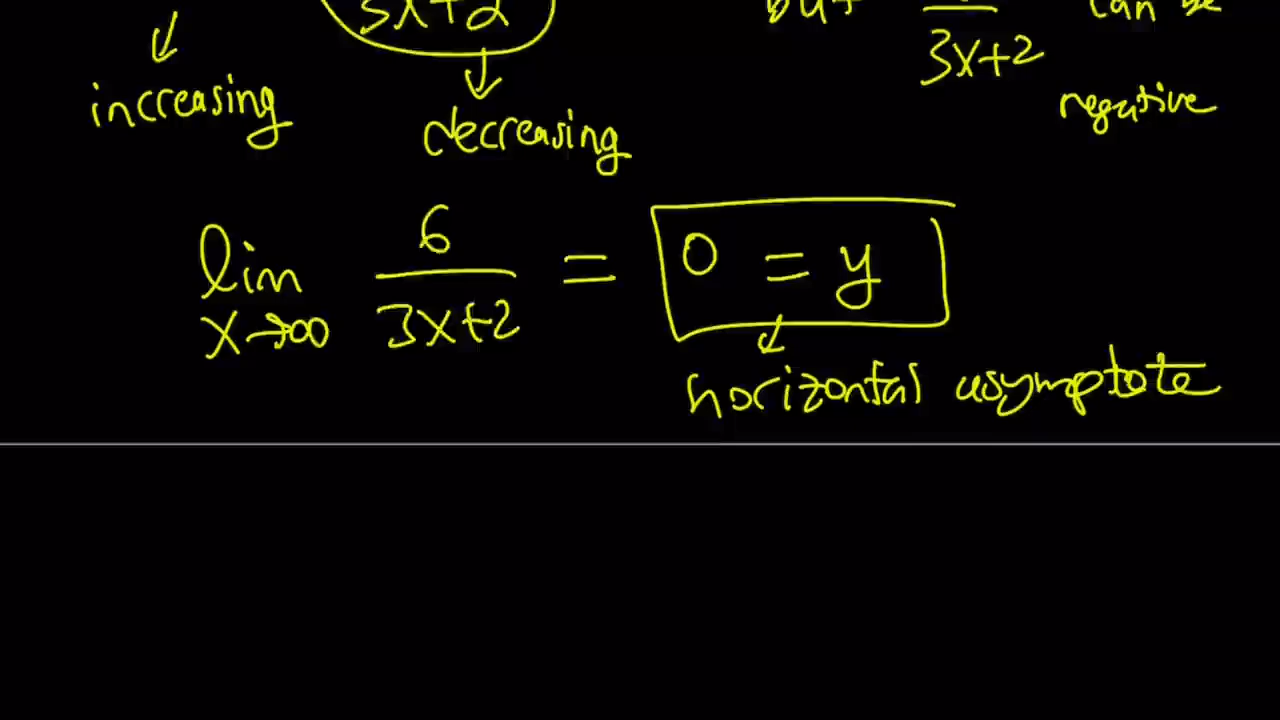 3x+2 but can be
3x+2
increasing negative
decreasing
lim x→∞ 6/(3x+2) = 0 = y
horizontal asymptote